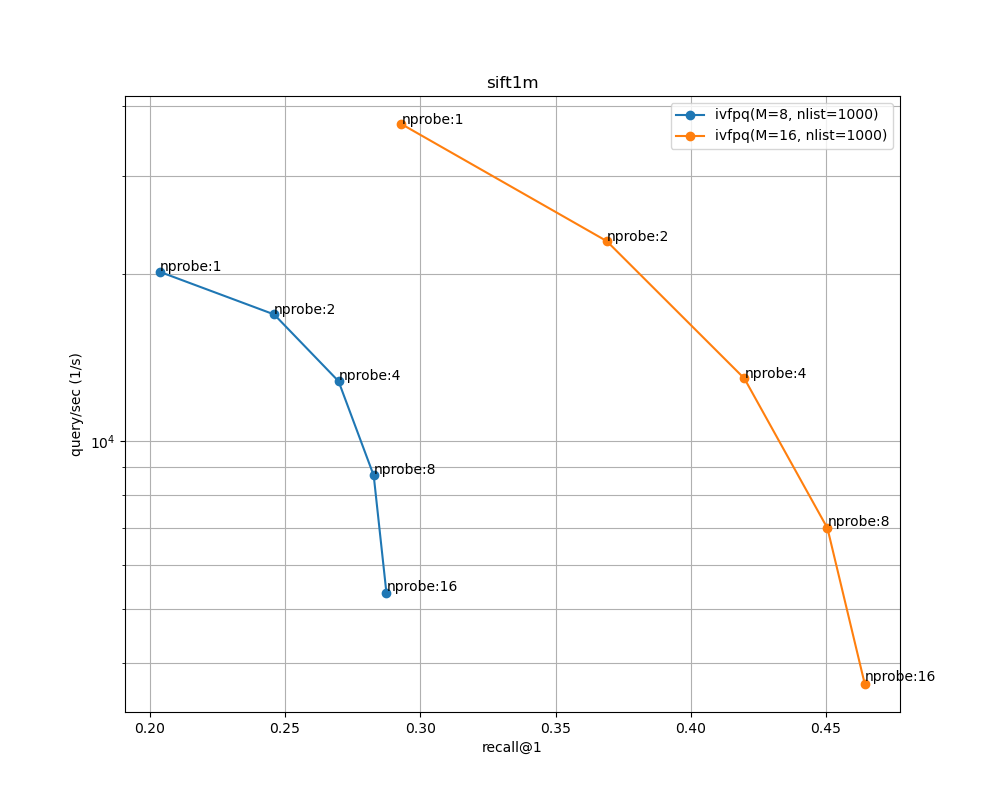 sift1m
ivfpq(M=8, nlist=1000)
ivfpq(M=16, nlist=1000)
nprobe:1
nprobe:2
nprobe:1
nprobe:2
nprobe:4
nprobe:4
nprobe:8
nprobe:8
nprobe:16
nprobe:16
query/sec (1/s)
10⁴
0.20
0.25
0.30
0.35
0.40
0.45
recall@1